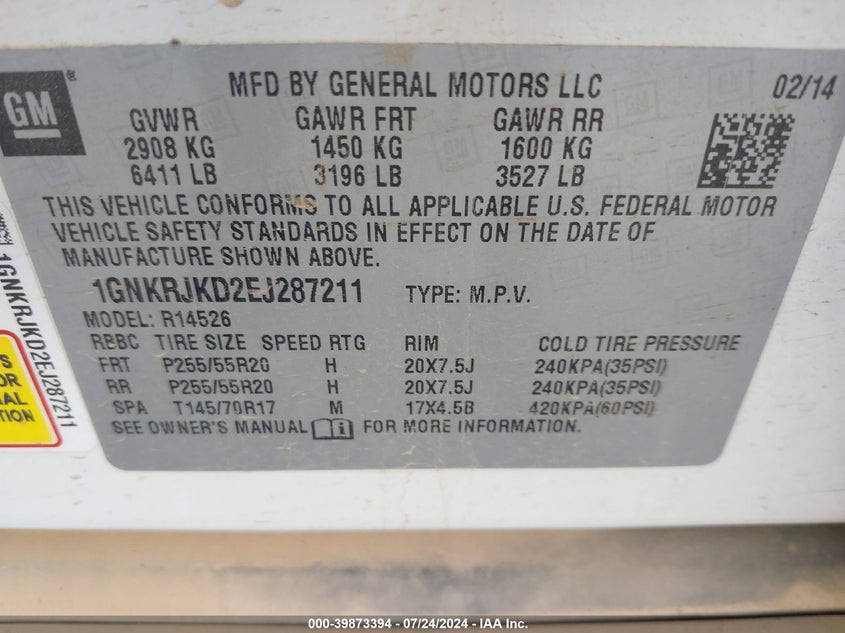 GM ®
MFD BY GENERAL MOTORS LLC 02/14
GVWR GAWR FRT GAWR RR
2908 KG 1450 KG 1600 KG
6411 LB 3196 LB 3527 LB
THIS VEHICLE CONFORMS TO ALL APPLICABLE U.S. FEDERAL MOTOR
VEHICLE SAFETY STANDARDS IN EFFECT ON THE DATE OF
MANUFACTURE SHOWN ABOVE.
1GNKRJKD2EJ287211 TYPE: M.P.V.
MODEL: R14526
RBBC TIRE SIZE SPEED RTG RIM COLD TIRE PRESSURE
FRT P255/55R20 H 20X7.5J 240KPA(35PSI)
RR P255/55R20 H 20X7.5J 240KPA(35PSI)
SPA T145/70R17 M 17X4.5B 420KPA(60PSI)
SEE OWNER'S MANUAL FOR MORE INFORMATION.
1GNKRJKD2EJ287211
000-39873394 - 07/24/2024 - IAA Inc.